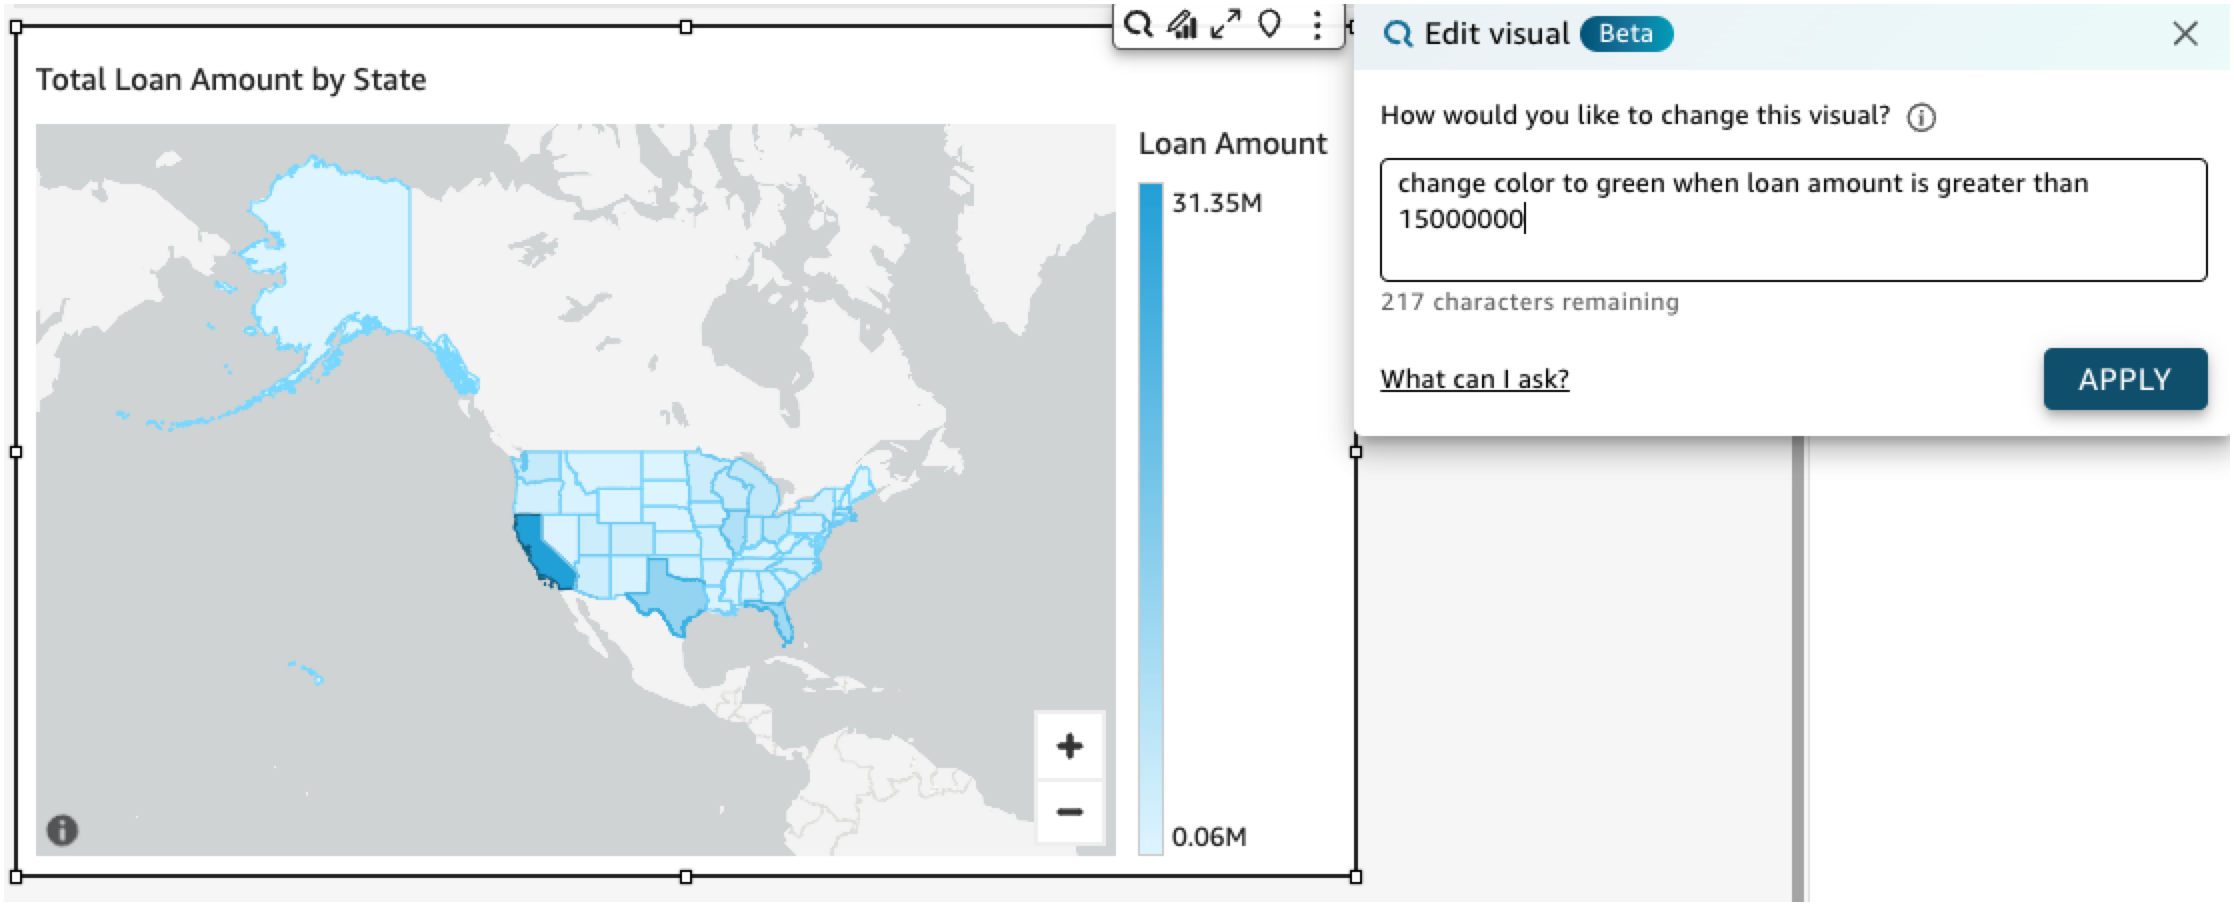 Total Loan Amount by State
Loan Amount
31.35M
0.06M
Edit visual Beta
How would you like to change this visual?
change color to green when loan amount is greater than
15000000
217 characters remaining
What can I ask?
APPLY